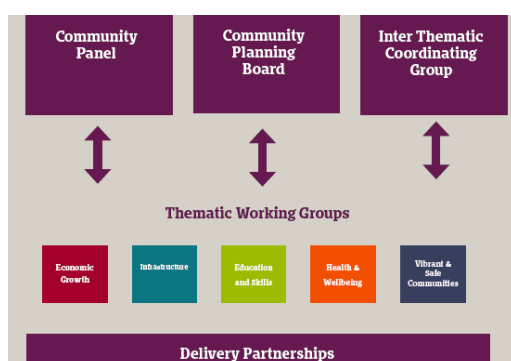 Community
Panel
Community
Planning
Board
Inter Thematic
Coordinating
Group
Thematic Working Groups
Economic
Growth
Infrastructure
Education
and Skills
Health &
Wellbeing
Vibrant &
Safe
Communities
Delivery Partnerships